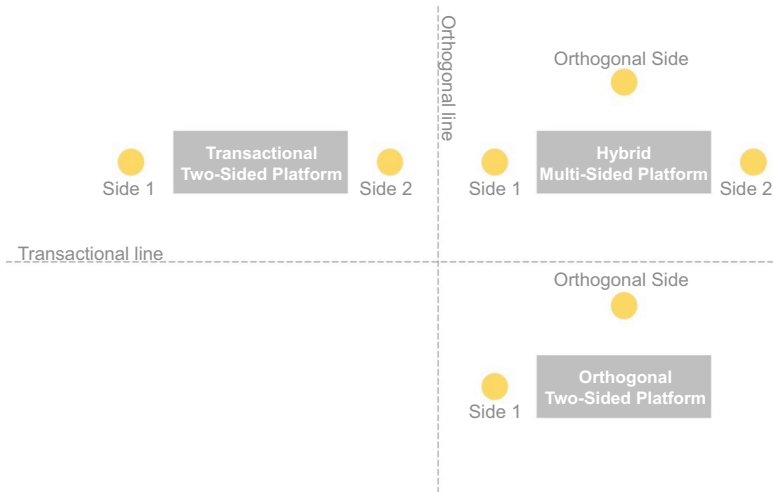 Orthogonal line
Orthogonal Side
Transactional
Two-Sided Platform
Side 1
Side 2
Hybrid
Multi-Sided Platform
Side 1
Side 2
Transactional line
Orthogonal Side
Orthogonal
Two-Sided Platform
Side 1